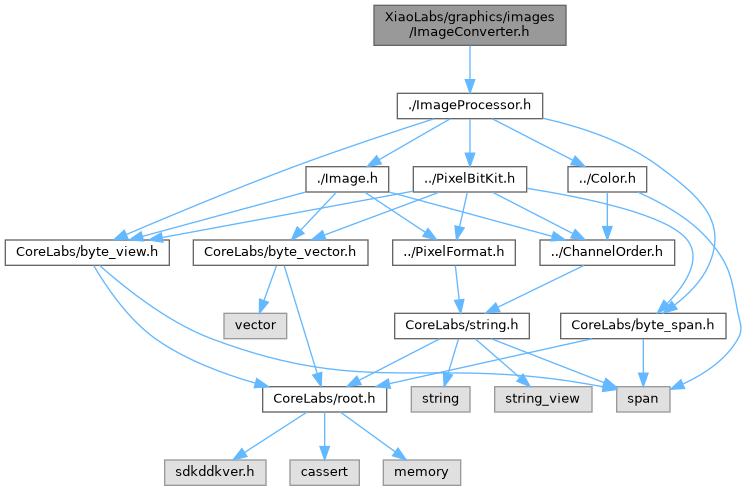 XiaoLabs/graphics/images
/ImageConverter.h
./ImageProcessor.h
./Image.h
../PixelBitKit.h
../Color.h
CoreLabs/byte_view.h
CoreLabs/byte_vector.h
../PixelFormat.h
../ChannelOrder.h
vector
CoreLabs/string.h
CoreLabs/byte_span.h
CoreLabs/root.h
string
string_view
span
sdkddkver.h
cassert
memory